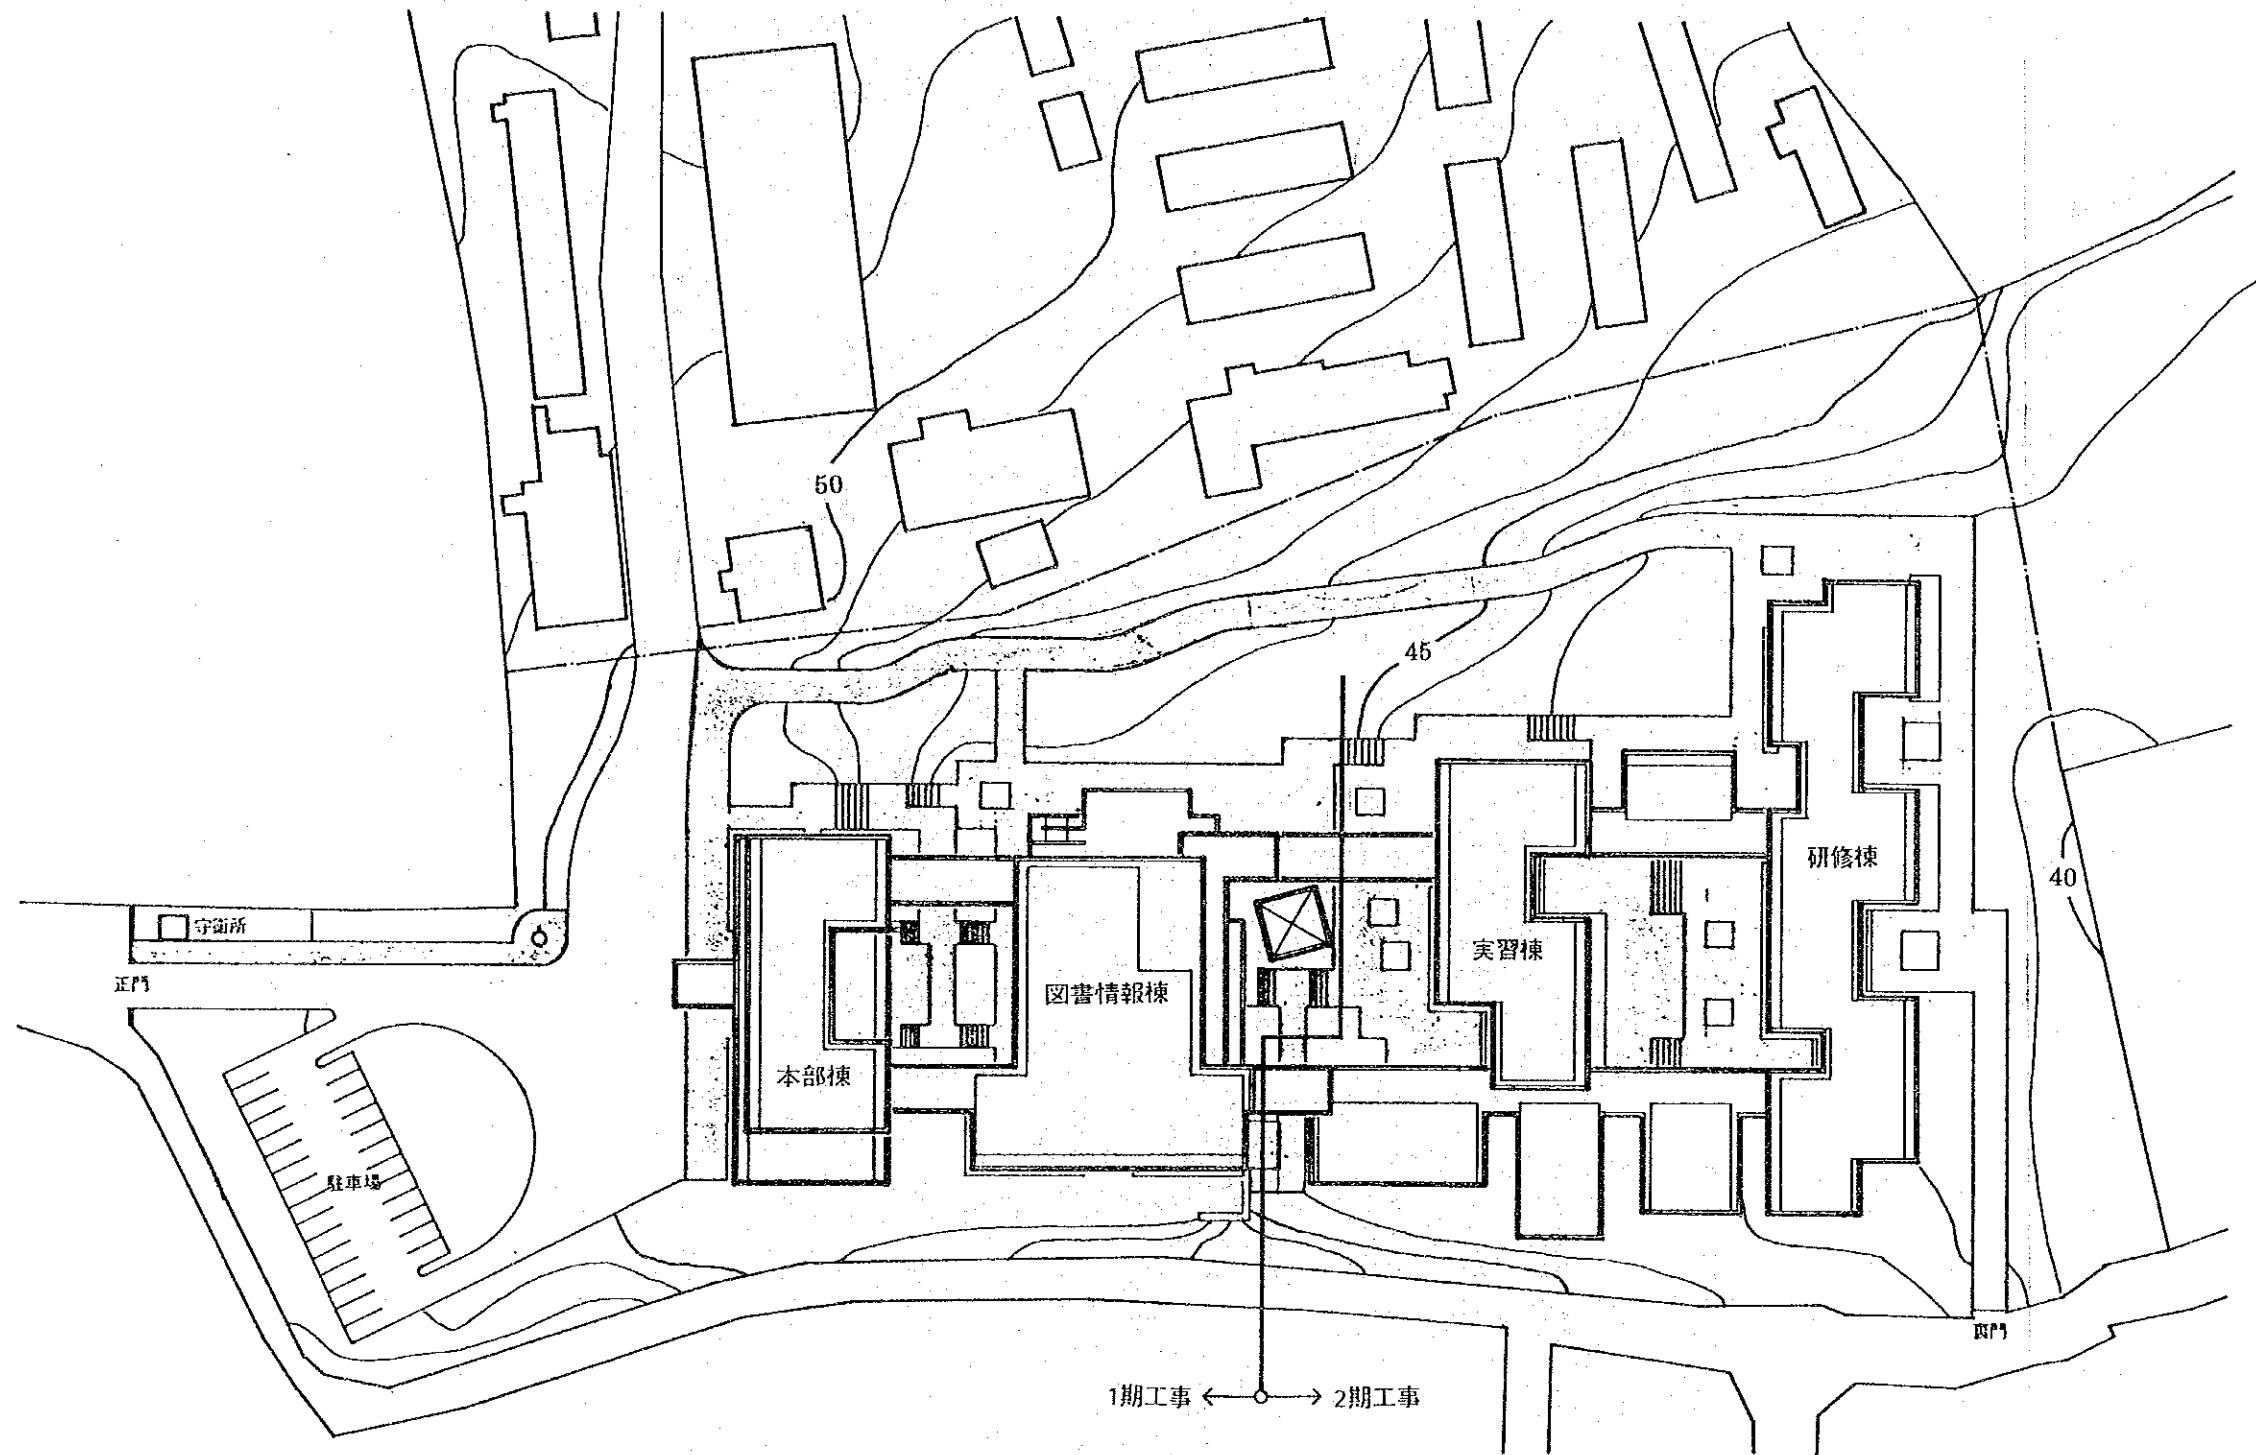 50
45
研修棟
40
守衛所
実習棟
正門
図書情報棟
本部棟
駐車場
裏門
1期工事 ←○→ 2期工事